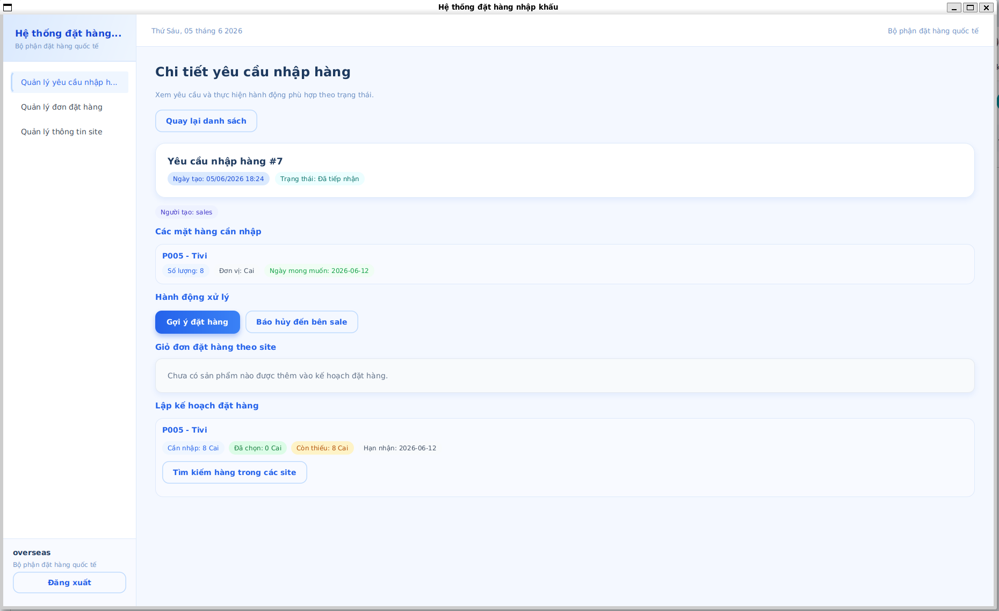 Hệ thống đặt hàng nhập khẩu
Hệ thống đặt hàng...
Bộ phận đặt hàng quốc tế
Thứ Sáu, 05 tháng 6 2026
Bộ phận đặt hàng quốc tế
Quản lý yêu cầu nhập h...
Quản lý đơn đặt hàng
Quản lý thông tin site
Chi tiết yêu cầu nhập hàng
Xem yêu cầu và thực hiện hành động phù hợp theo trạng thái.
Quay lại danh sách
Yêu cầu nhập hàng #7
Ngày tạo: 05/06/2026 18:24
Trạng thái: Đã tiếp nhận
Người tạo: sales
Các mặt hàng cần nhập
P005 - Tivi
Số lượng: 8
Đơn vị: Cai
Ngày mong muốn: 2026-06-12
Hành động xử lý
Gợi ý đặt hàng
Báo hủy đến bên sale
Giỏ đơn đặt hàng theo site
Chưa có sản phẩm nào được thêm vào kế hoạch đặt hàng.
Lập kế hoạch đặt hàng
P005 - Tivi
Cần nhập: 8 Cai
Đã chọn: 0 Cai
Còn thiếu: 8 Cai
Hạn nhận: 2026-06-12
Tìm kiếm hàng trong các site
overseas
Bộ phận đặt hàng quốc tế
Đăng xuất